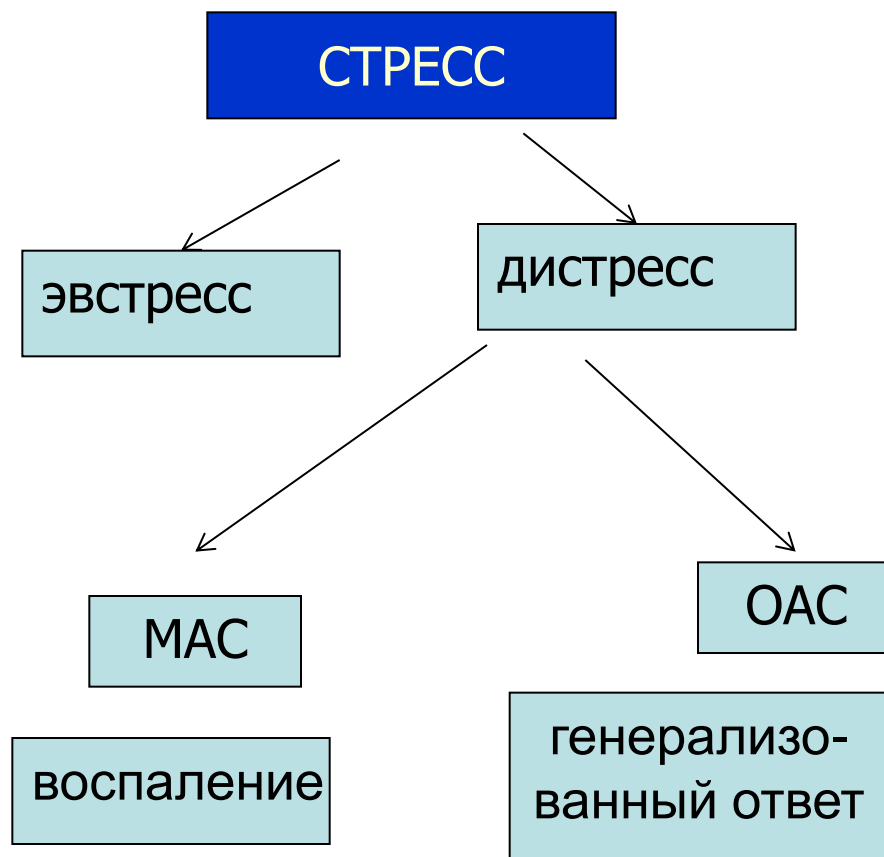 СТРЕСС
эвстресс
дистресс
МАС
ОАС
воспаление
генерализо-
ванный ответ